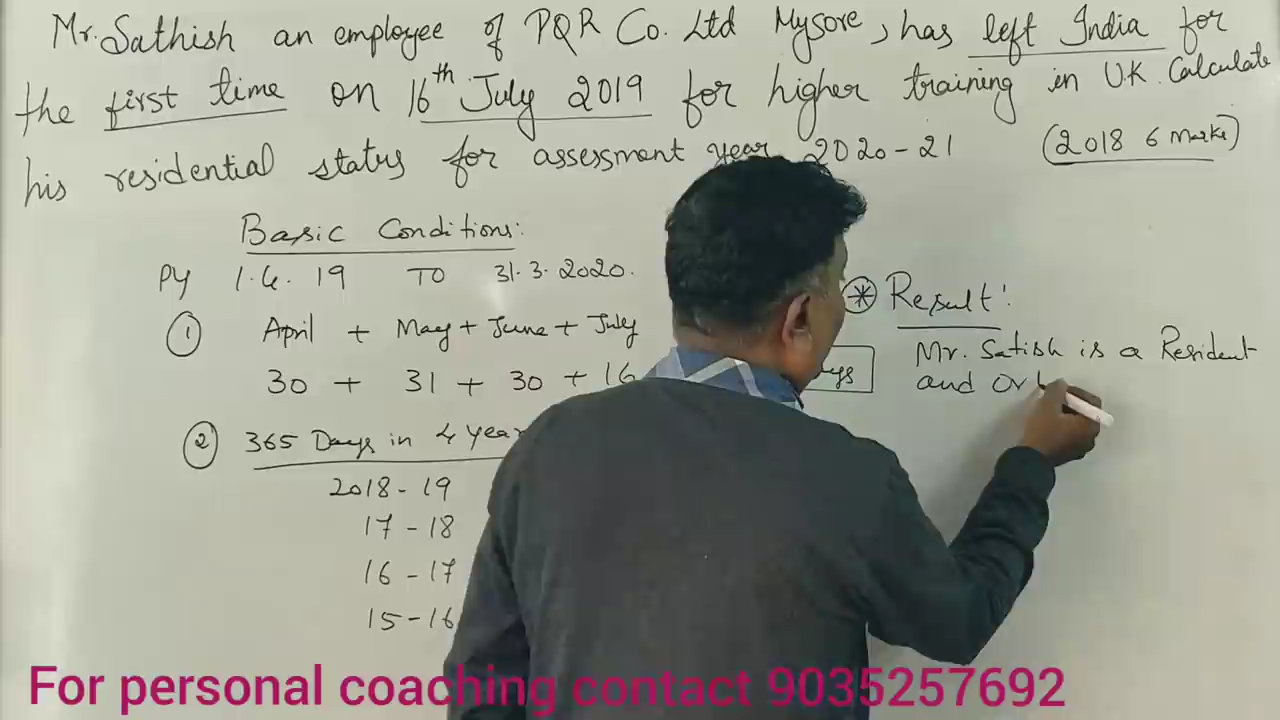 Mr. Sathish an employee of PQR Co. Ltd Mysore, has left India for
the first time on 16th July 2019 for higher training in UK. Calculate
his residential status for assessment year 2020-21 (2018 6 Marks)
Basic Conditions:
PY 1.4.19 TO 31.3.2020.
① April + May + June + July
30 + 31 + 30 + 16
② 365 Days in 4 Year
2018-19
17-18
16-17
15-16
* Result:
Mr. Satish is a Resident
and
For personal coaching contact 9035257692